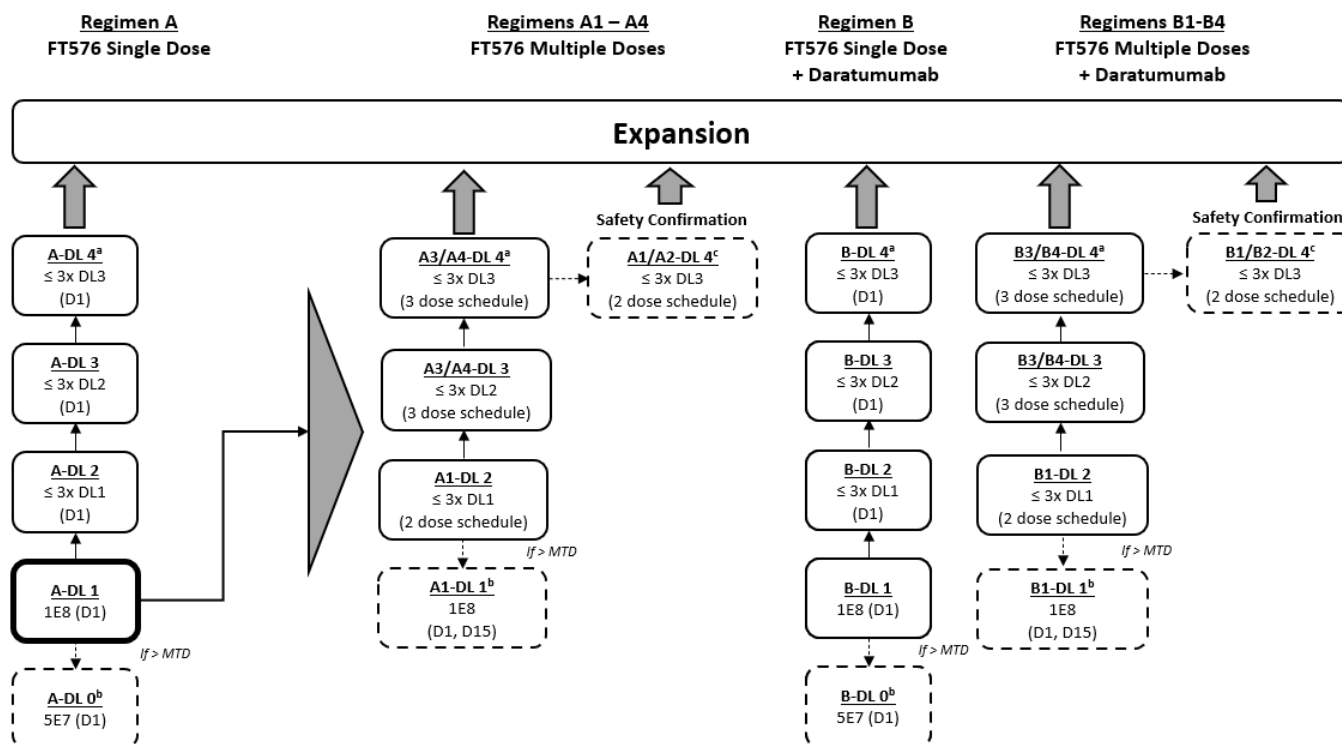 Regimen A
FT576 Single Dose
Regimens A1 – A4
FT576 Multiple Doses
Regimen B
FT576 Single Dose
+ Daratumumab
Regimens B1-B4
FT576 Multiple Doses
+ Daratumumab
Expansion
A-DL 4ᵃ
≤ 3x DL3
(D1)
A-DL 3
≤ 3x DL2
(D1)
A-DL 2
≤ 3x DL1
(D1)
A-DL 1
1E8 (D1)
If > MTD
A-DL 0ᵇ
5E7 (D1)
A3/A4-DL 4ᵃ
≤ 3x DL3
(3 dose schedule)
A3/A4-DL 3
≤ 3x DL2
(3 dose schedule)
A1-DL 2
≤ 3x DL1
(2 dose schedule)
If > MTD
A1-DL 1ᵇ
1E8
(D1, D15)
Safety Confirmation
A1/A2-DL 4ᶜ
≤ 3x DL3
(2 dose schedule)
B-DL 4ᵃ
≤ 3x DL3
(D1)
B-DL 3
≤ 3x DL2
(D1)
B-DL 2
≤ 3x DL1
(D1)
B-DL 1
1E8 (D1)
If > MTD
B-DL 0ᵇ
5E7 (D1)
B3/B4-DL 4ᵃ
≤ 3x DL3
(3 dose schedule)
B3/B4-DL 3
≤ 3x DL2
(3 dose schedule)
B1-DL 2
≤ 3x DL1
(2 dose schedule)
If > MTD
B1-DL 1ᵇ
1E8
(D1, D15)
Safety Confirmation
B1/B2-DL 4ᶜ
≤ 3x DL3
(2 dose schedule)